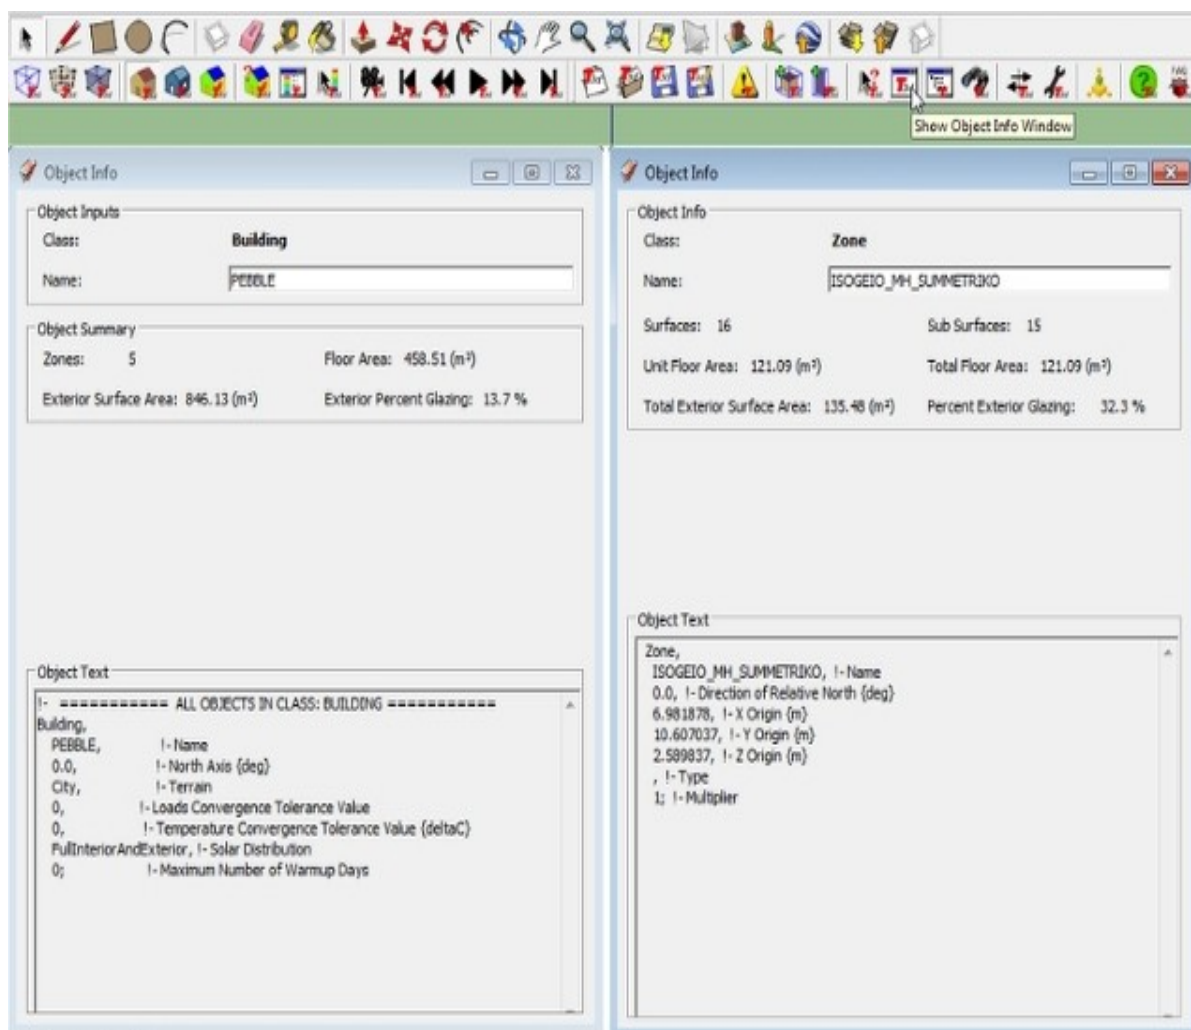 Show Object Info Window
Object Info
Object Inputs
Class: Building
Name: PEBBLE
Object Summary
Zones: 5 Floor Area: 458.51 (m²)
Exterior Surface Area: 846.13 (m²) Exterior Percent Glazing: 13.7 %
Object Text
!- =========== ALL OBJECTS IN CLASS: BUILDING ===========
Building,
PEBBLE, !- Name
0.0, !- North Axis {deg}
City, !- Terrain
0, !- Loads Convergence Tolerance Value
0, !- Temperature Convergence Tolerance Value {deltaC}
FullInteriorAndExterior, !- Solar Distribution
0; !- Maximum Number of Warmup Days
Object Info
Object Info
Class: Zone
Name: ISOGEIO_MH_SUMMETRIKO
Surfaces: 16 Sub Surfaces: 15
Unit Floor Area: 121.09 (m²) Total Floor Area: 121.09 (m²)
Total Exterior Surface Area: 135.48 (m²) Percent Exterior Glazing: 32.3 %
Object Text
Zone,
ISOGEIO_MH_SUMMETRIKO, !- Name
0.0, !- Direction of Relative North {deg}
6.981878, !- X Origin {m}
10.607037, !- Y Origin {m}
2.589837, !- Z Origin {m}
, !- Type
1; !- Multiplier